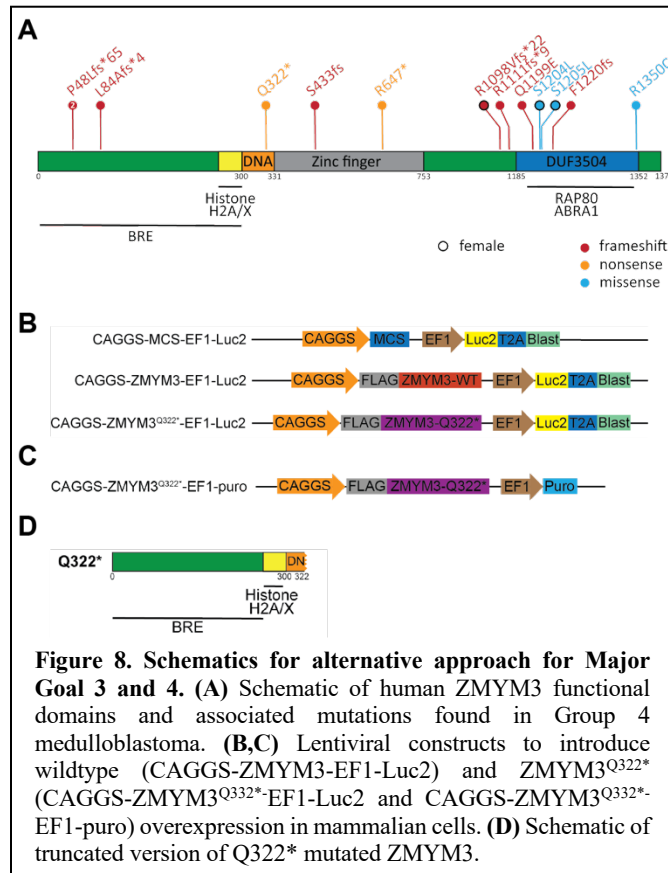 A
P48Lfs*65
L84Afs*4
Q322*
S433fs
R647*
R1098Vfs*22
R1111fs*9
Q1199E
S1204L
S1205L
F1220fs
R1350C
DNA
Zinc finger
DUF3504
0
300
331
753
1185
1352
137
Histone
H2A/X
RAP80
ABRA1
BRE
female
frameshift
nonsense
missense
B
CAGGS-MCS-EF1-Luc2 CAGGS MCS EF1 Luc2 T2A Blast
CAGGS-ZMYM3-EF1-Luc2 CAGGS FLAG ZMYM3-WT EF1 Luc2 T2A Blast
CAGGS-ZMYM3Q322*-EF1-Luc2 CAGGS FLAG ZMYM3-Q322* EF1 Luc2 T2A Blast
C
CAGGS-ZMYM3Q322*-EF1-puro CAGGS FLAG ZMYM3-Q322* EF1 Puro
D
Q322* DN
0 300 322
Histone
H2A/X
BRE
Figure 8. Schematics for alternative approach for Major
Goal 3 and 4. (A) Schematic of human ZMYM3 functional
domains and associated mutations found in Group 4
medulloblastoma. (B,C) Lentiviral constructs to introduce
wildtype (CAGGS-ZMYM3-EF1-Luc2) and ZMYM3Q322*
(CAGGS-ZMYM3Q332*-EF1-Luc2 and CAGGS-ZMYM3Q332*-
EF1-puro) overexpression in mammalian cells. (D) Schematic of
truncated version of Q322* mutated ZMYM3.